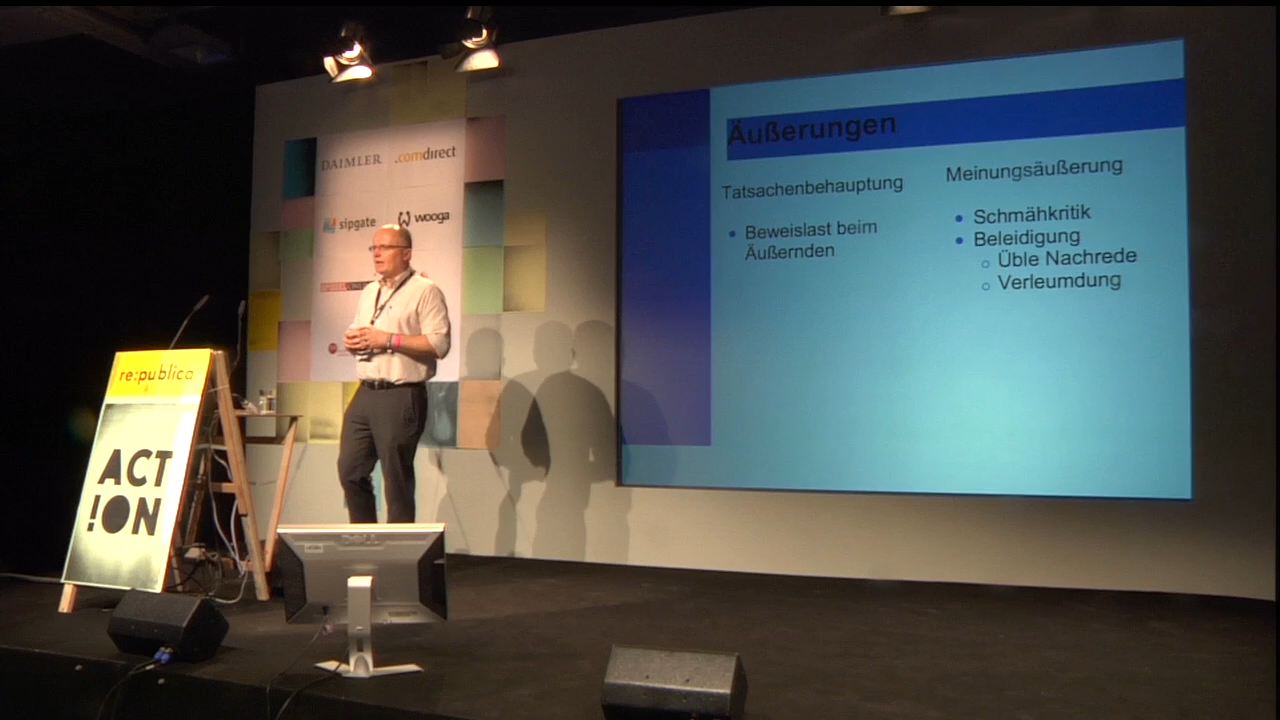 DAIMLER
.comdirect
sipgate
wooga
re:publica
ACT
!ON
DELL
Äußerungen
Tatsachenbehauptung
Beweislast beim
Äußernden
Meinungsäußerung
Schmähkritik
Beleidigung
Üble Nachrede
Verleumdung